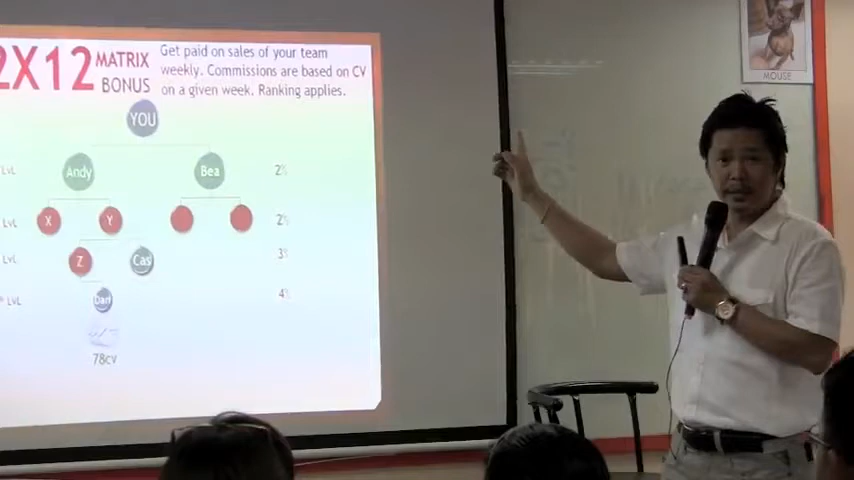 2X12 MATRIX BONUS
Get paid on sales of your team
weekly. Commissions are based on CV
on a given week. Ranking applies.
YOU
LvL Andy Bea 2%
LvL X Y 2%
LvL Z Cas 3%
LvL Dan 4%
78cv
MOUSE